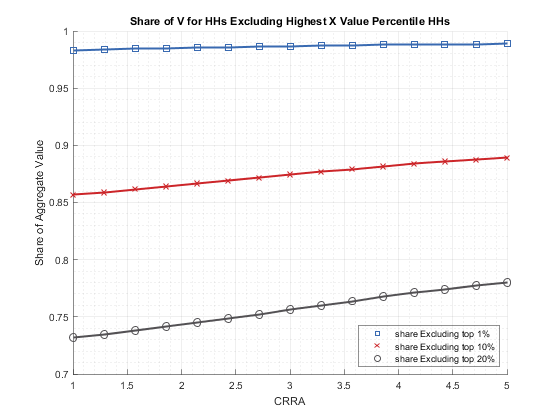 Share of V for HHs Excluding Highest X Value Percentile HHs
1
0.95
0.9
0.85
0.8
0.75
0.7
Share of Aggregate Value
1 1.5 2 2.5 3 3.5 4 4.5 5
CRRA
share Excluding top 1%
share Excluding top 10%
share Excluding top 20%